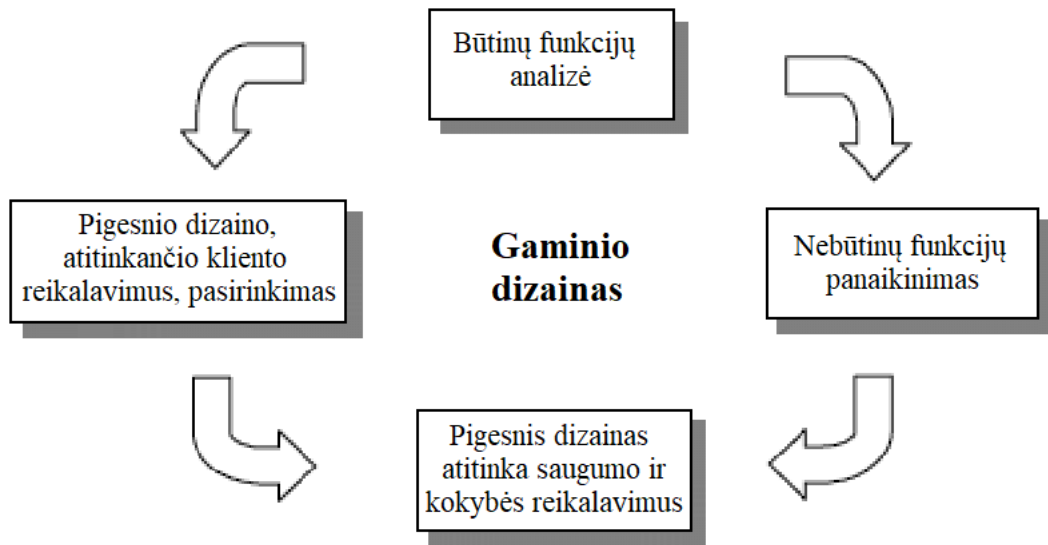 Būtinų funkcijų
analizė
Pigesnio dizaino,
atitinkančio kliento
reikalavimus, pasirinkimas
Gaminio
dizainas
Nebūtinų funkcijų
panaikinimas
Pigesnis dizainas
atitinka saugumo ir
kokybės reikalavimus